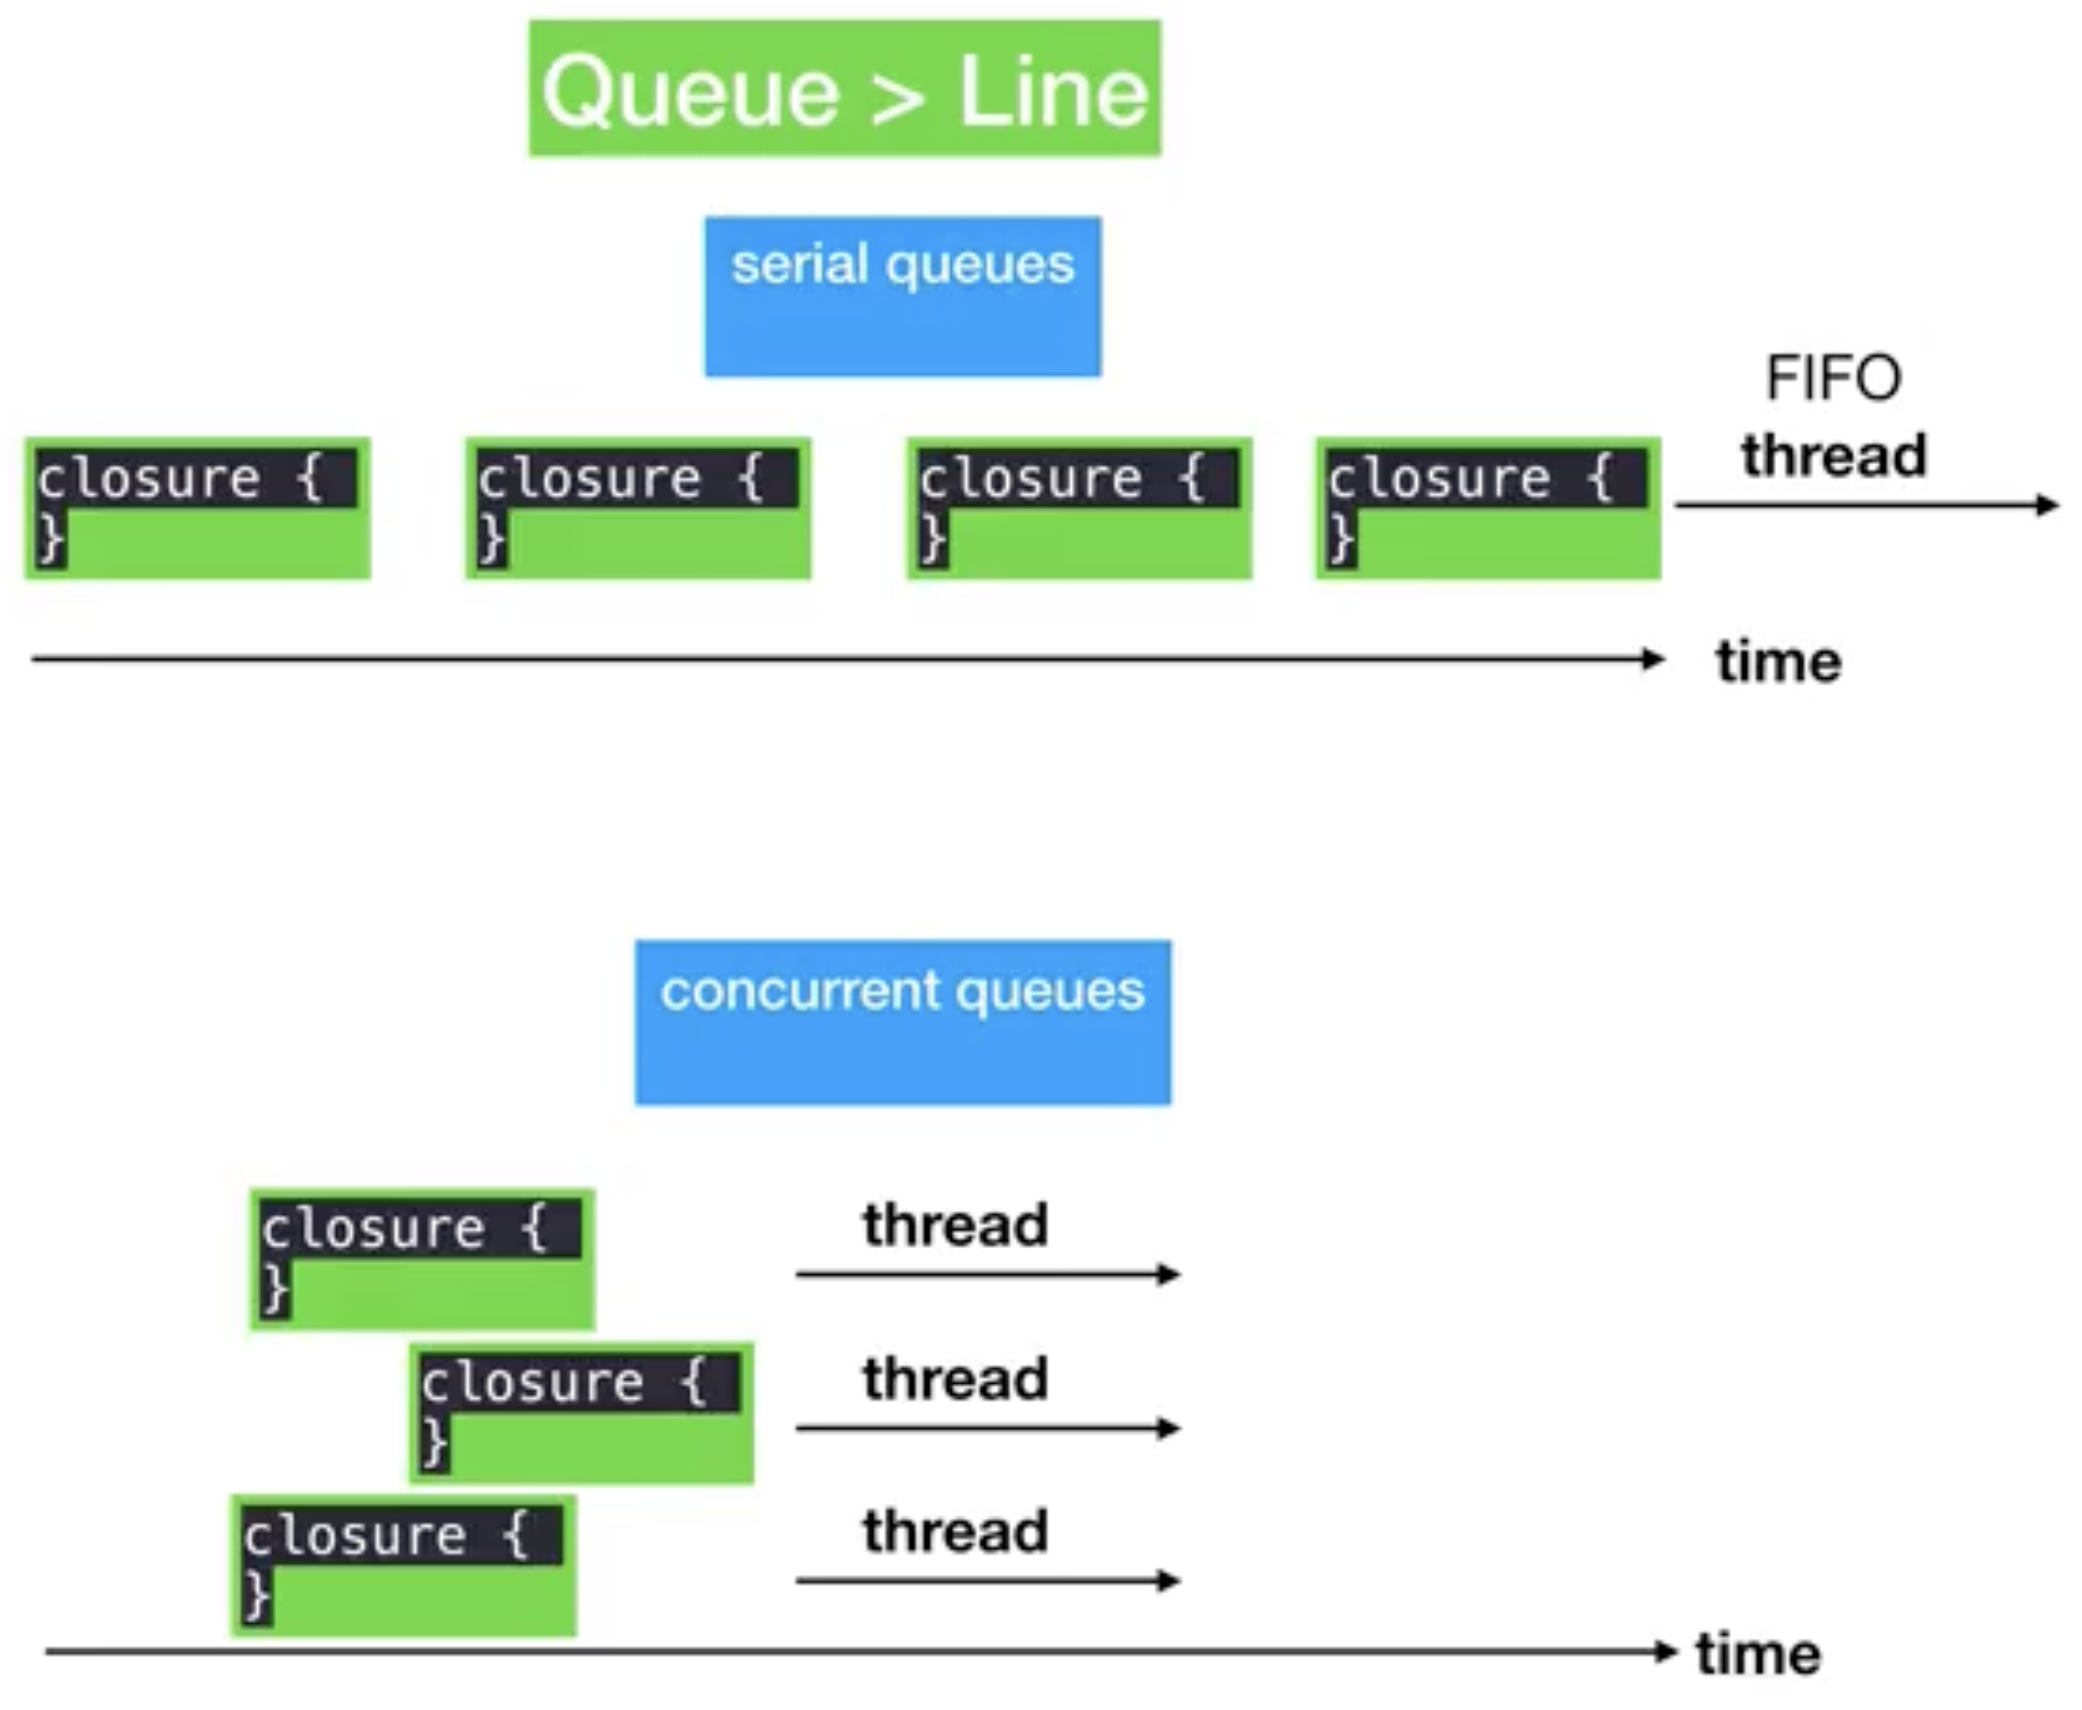 Queue > Line
serial queues
FIFO
thread
closure {
}
closure {
}
closure {
}
closure {
}
time
concurrent queues
closure {
}
thread
closure {
}
thread
closure {
}
thread
time